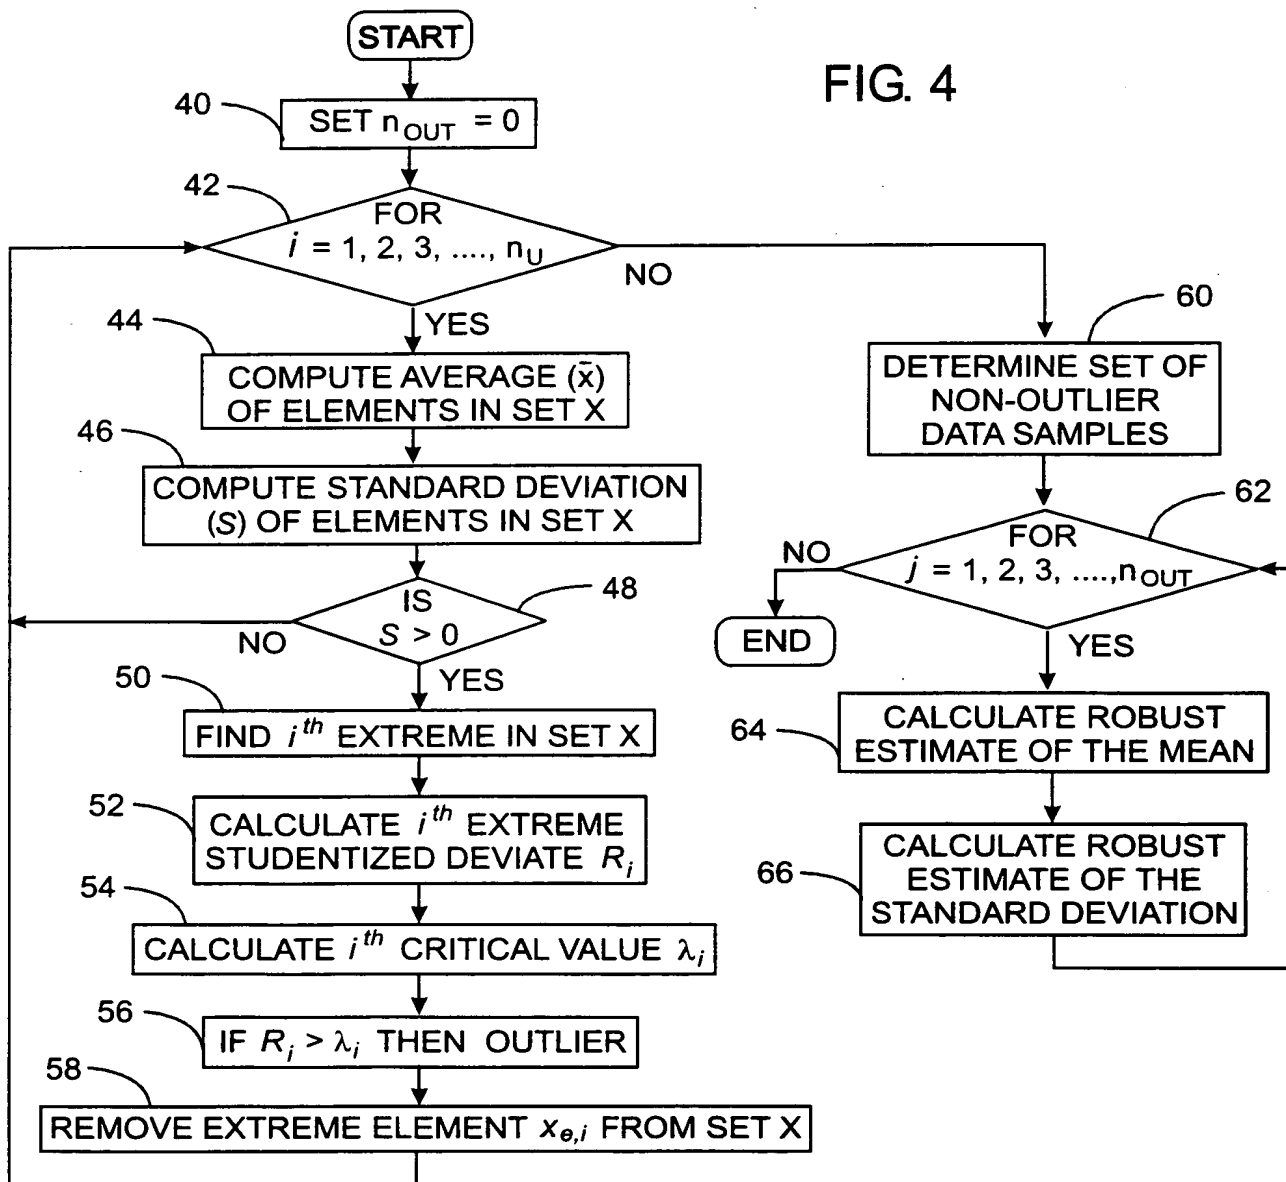 START
FIG. 4
40
SET n_OUT = 0
42
FOR
i = 1, 2, 3, ...., n_U
NO
YES
44
COMPUTE AVERAGE (x̄)
OF ELEMENTS IN SET X
46
COMPUTE STANDARD DEVIATION
(S) OF ELEMENTS IN SET X
48
IS
S > 0
NO
YES
50
FIND i^th EXTREME IN SET X
52
CALCULATE i^th EXTREME
STUDENTIZED DEVIATE R_i
54
CALCULATE i^th CRITICAL VALUE λ_i
56
IF R_i > λ_i THEN OUTLIER
58
REMOVE EXTREME ELEMENT x_e,i FROM SET X
60
DETERMINE SET OF
NON-OUTLIER
DATA SAMPLES
62
FOR
j = 1, 2, 3, ....,n_OUT
NO
END
YES
64
CALCULATE ROBUST
ESTIMATE OF THE MEAN
66
CALCULATE ROBUST
ESTIMATE OF THE
STANDARD DEVIATION